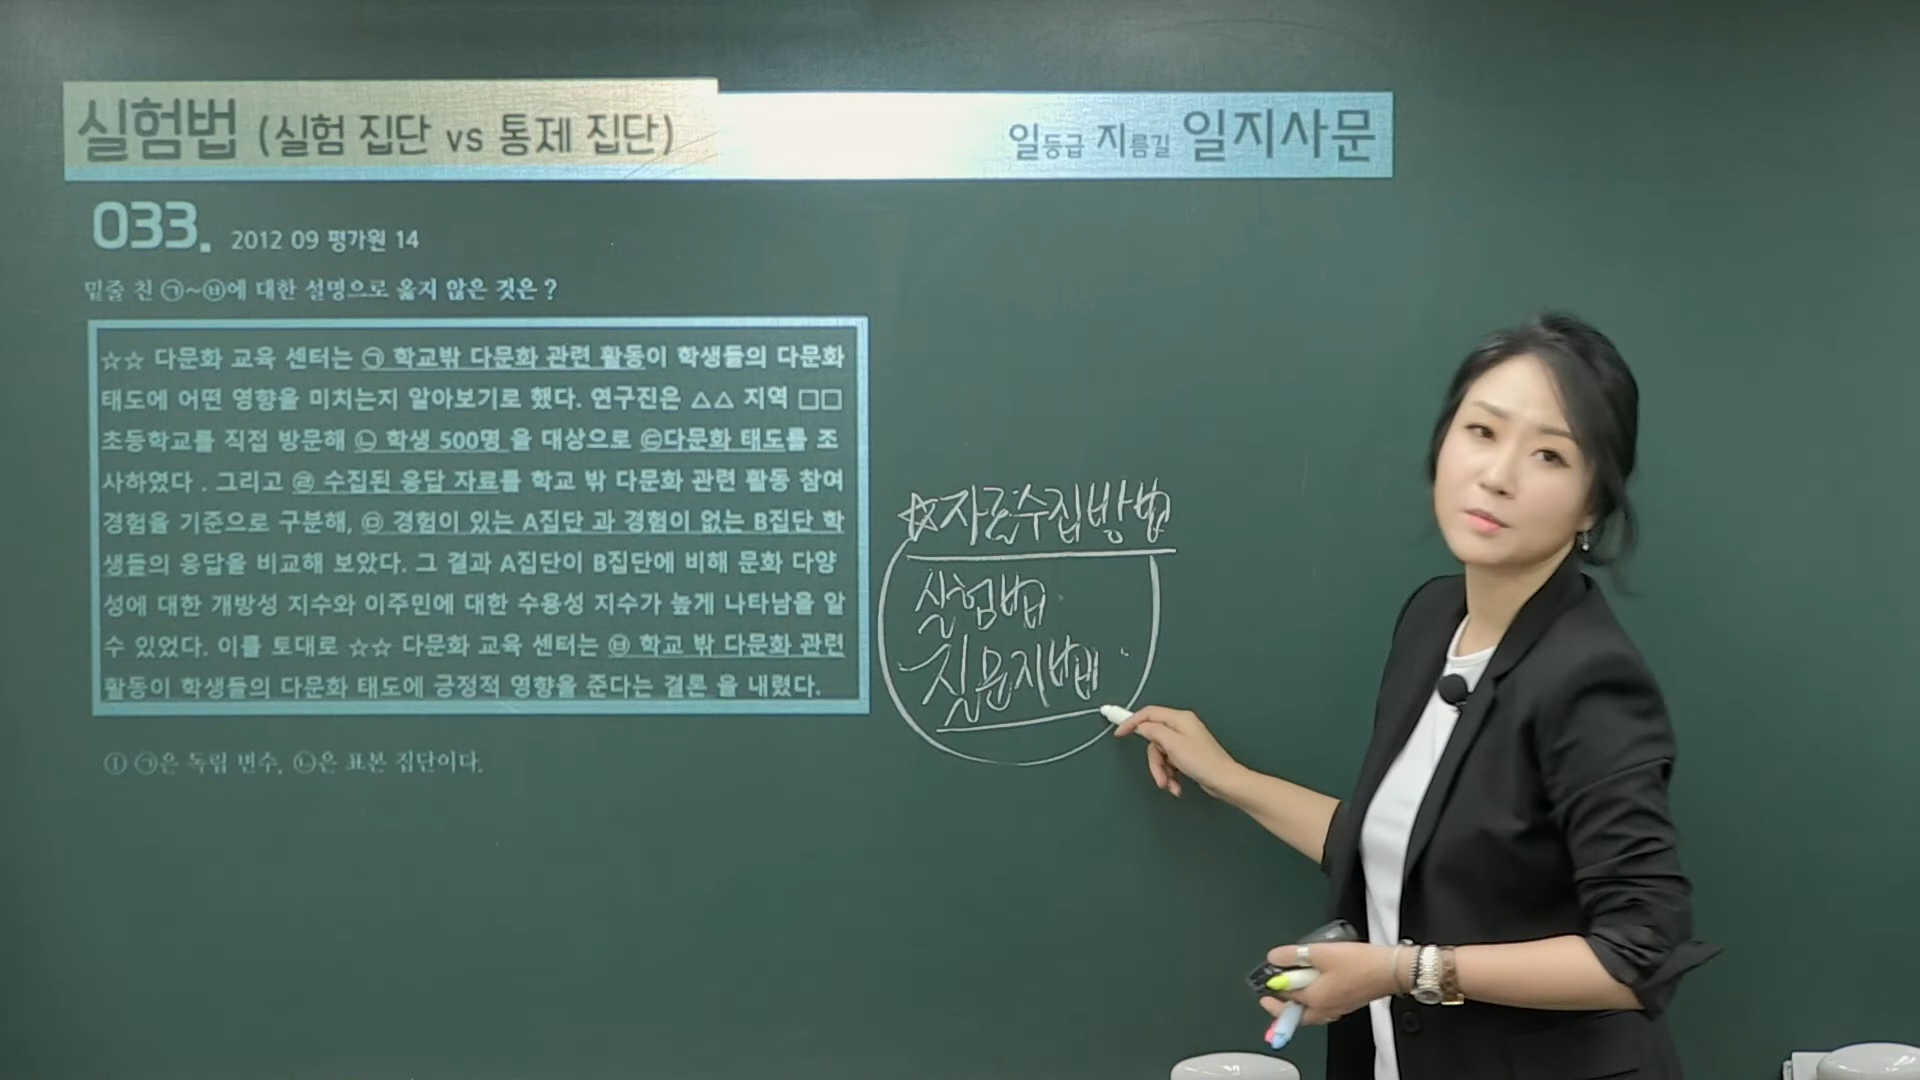 실험법 (실험 집단 vs 통제 집단)
일등급 지름길 일지사문
033. 2012 09 평가원 14
밑줄 친 ㉠~㉥에 대한 설명으로 옳지 않은 것은?
☆☆ 다문화 교육 센터는 ㉠ 학교밖 다문화 관련 활동이 학생들의 다문화
태도에 어떤 영향을 미치는지 알아보기로 했다. 연구진은 △△ 지역 □□
초등학교를 직접 방문해 ㉡ 학생 500명 을 대상으로 ㉢다문화 태도를 조
사하였다 . 그리고 ㉣ 수집된 응답 자료를 학교 밖 다문화 관련 활동 참여
경험을 기준으로 구분해, ㉤ 경험이 있는 A집단 과 경험이 없는 B집단 학
생들의 응답을 비교해 보았다. 그 결과 A집단이 B집단에 비해 문화 다양
성에 대한 개방성 지수와 이주민에 대한 수용성 지수가 높게 나타남을 알
수 있었다. 이를 토대로 ☆☆ 다문화 교육 센터는 ㉥ 학교 밖 다문화 관련
활동이 학생들의 다문화 태도에 긍정적 영향을 준다는 결론 을 내렸다.
① ㉠은 독립 변수, ㉡은 표본 집단이다.
☆자료수집방법
실험법
질문지법